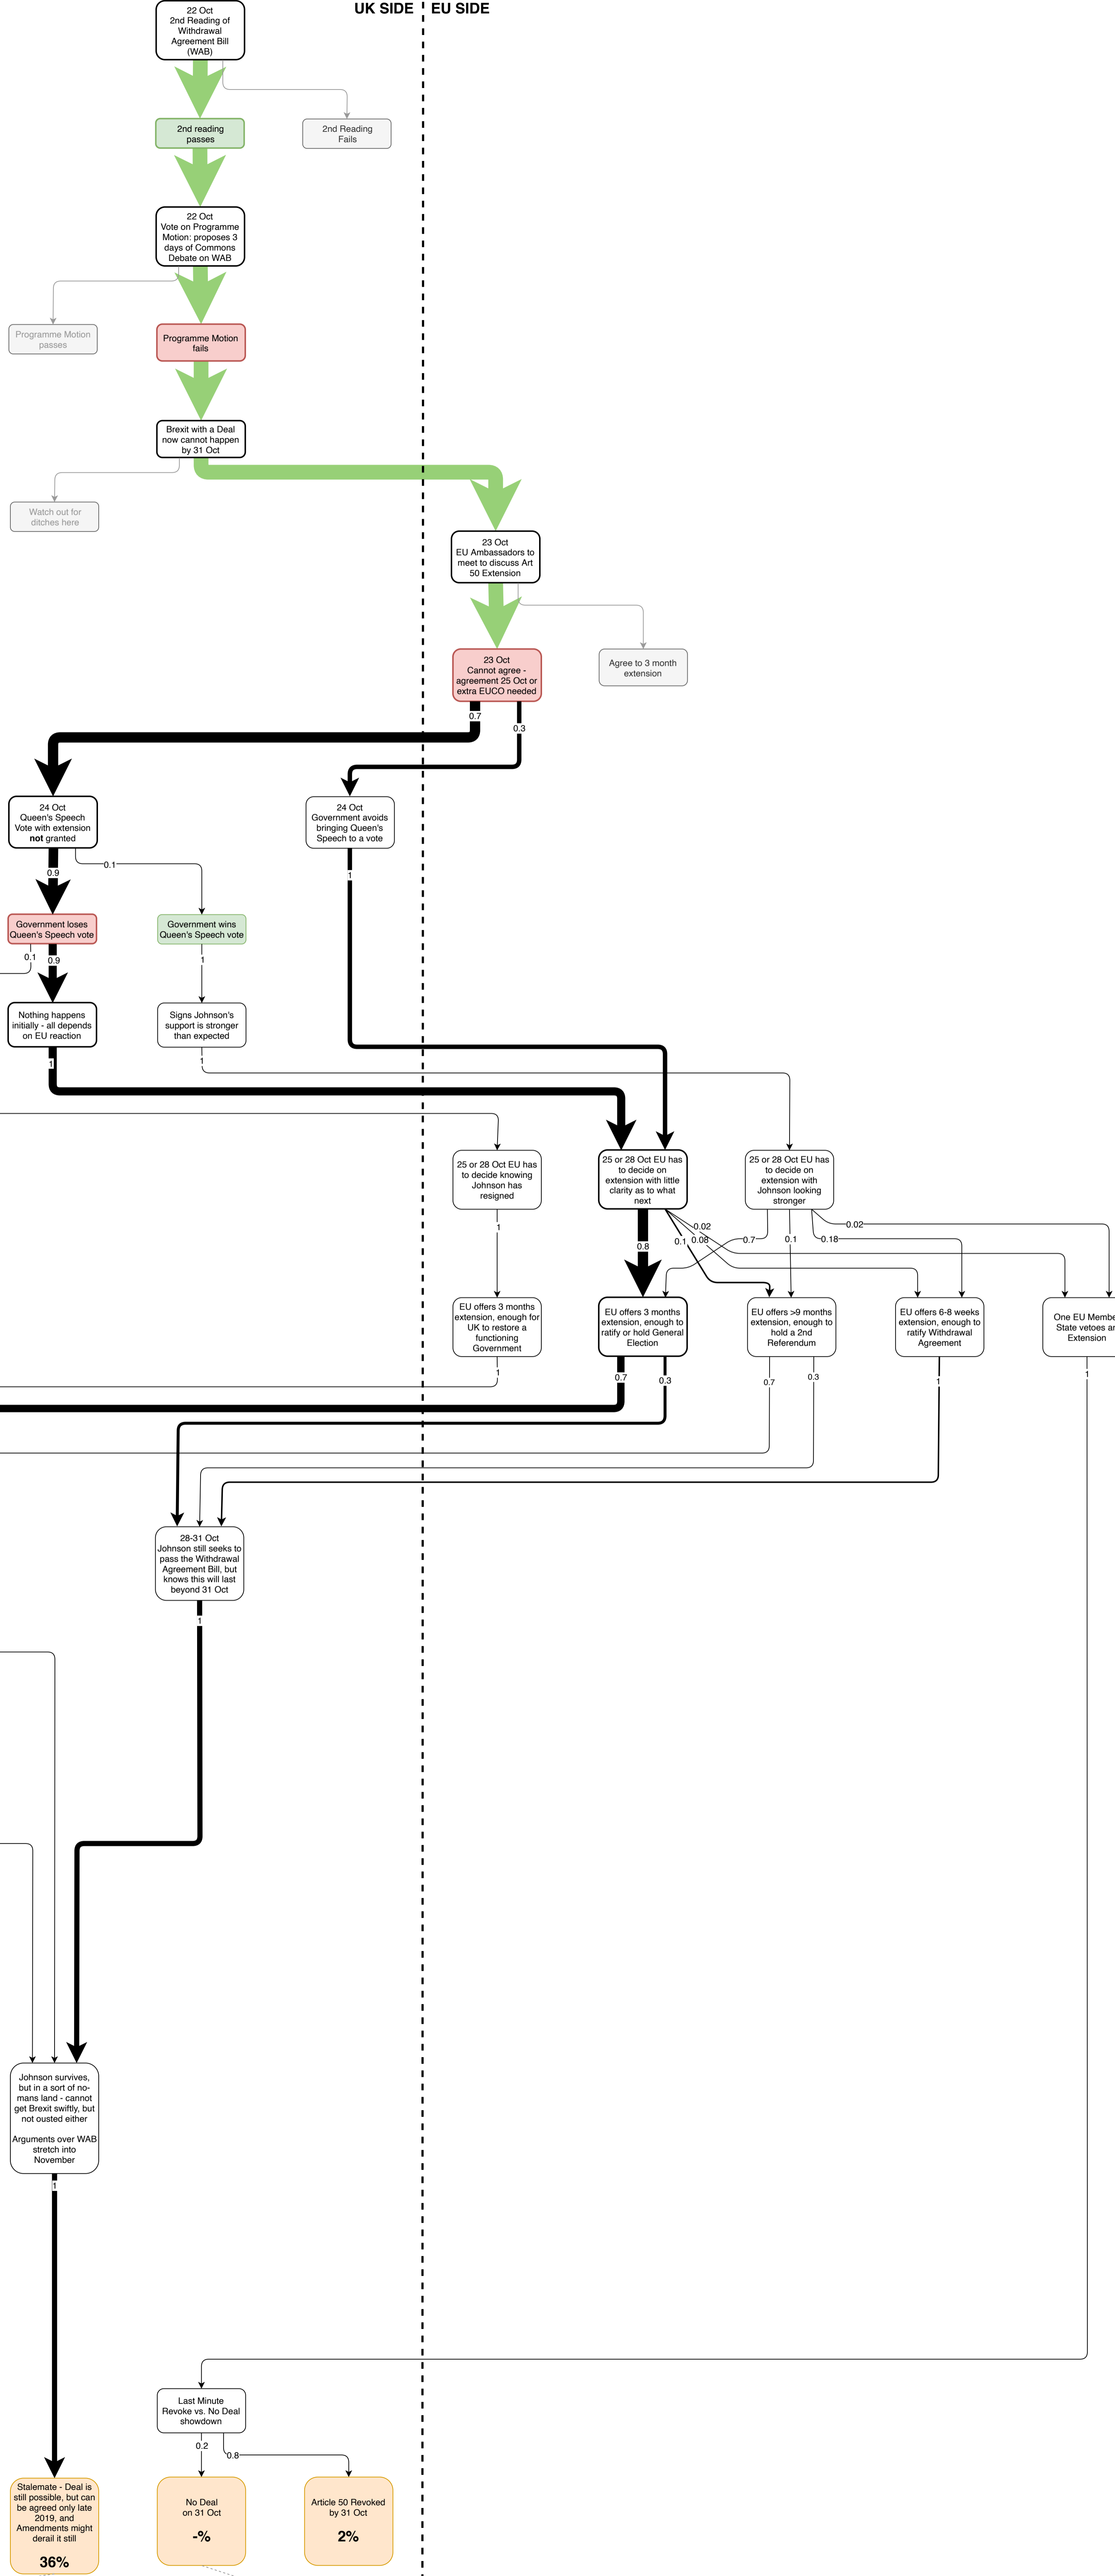 UK SIDE
EU SIDE
22 Oct
2nd Reading of
Withdrawal
Agreement Bill
(WAB)
2nd reading
passes
2nd Reading
Fails
22 Oct
Vote on Programme
Motion: proposes 3
days of Commons
Debate on WAB
Programme Motion
passes
Programme Motion
fails
Brexit with a Deal
now cannot happen
by 31 Oct
Watch out for
ditches here
23 Oct
EU Ambassadors to
meet to discuss Art
50 Extension
23 Oct
Cannot agree -
agreement 25 Oct or
extra EUCO needed
Agree to 3 month
extension
0.7
0.3
24 Oct
Queen's Speech
Vote with extension
not granted
24 Oct
Government avoids
bringing Queen's
Speech to a vote
0.9
0.1
1
Government loses
Queen's Speech vote
Government wins
Queen's Speech vote
0.1
0.9
1
Nothing happens
initially - all depends
on EU reaction
Signs Johnson's
support is stronger
than expected
1
1
25 or 28 Oct EU has
to decide knowing
Johnson has
resigned
25 or 28 Oct EU has
to decide on
extension with little
clarity as to what
next
25 or 28 Oct EU has
to decide on
extension with
Johnson looking
stronger
1
0.8
0.1
0.08
0.02
0.7
0.1
0.18
0.02
EU offers 3 months
extension, enough for
UK to restore a
functioning
Government
EU offers 3 months
extension, enough to
ratify or hold General
Election
EU offers >9 months
extension, enough to
hold a 2nd
Referendum
EU offers 6-8 weeks
extension, enough to
ratify Withdrawal
Agreement
One EU Membe
State vetoes an
Extension
1
0.7
0.3
0.7
0.3
1
1
28-31 Oct
Johnson still seeks to
pass the Withdrawal
Agreement Bill, but
knows this will last
beyond 31 Oct
1
Johnson survives,
but in a sort of no-
mans land - cannot
get Brexit swiftly, but
not ousted either
Arguments over WAB
stretch into
November
1
Last Minute
Revoke vs. No Deal
showdown
0.2
0.8
Stalemate - Deal is
still possible, but can
be agreed only late
2019, and
Amendments might
derail it still
36%
No Deal
on 31 Oct
-%
Article 50 Revoked
by 31 Oct
2%